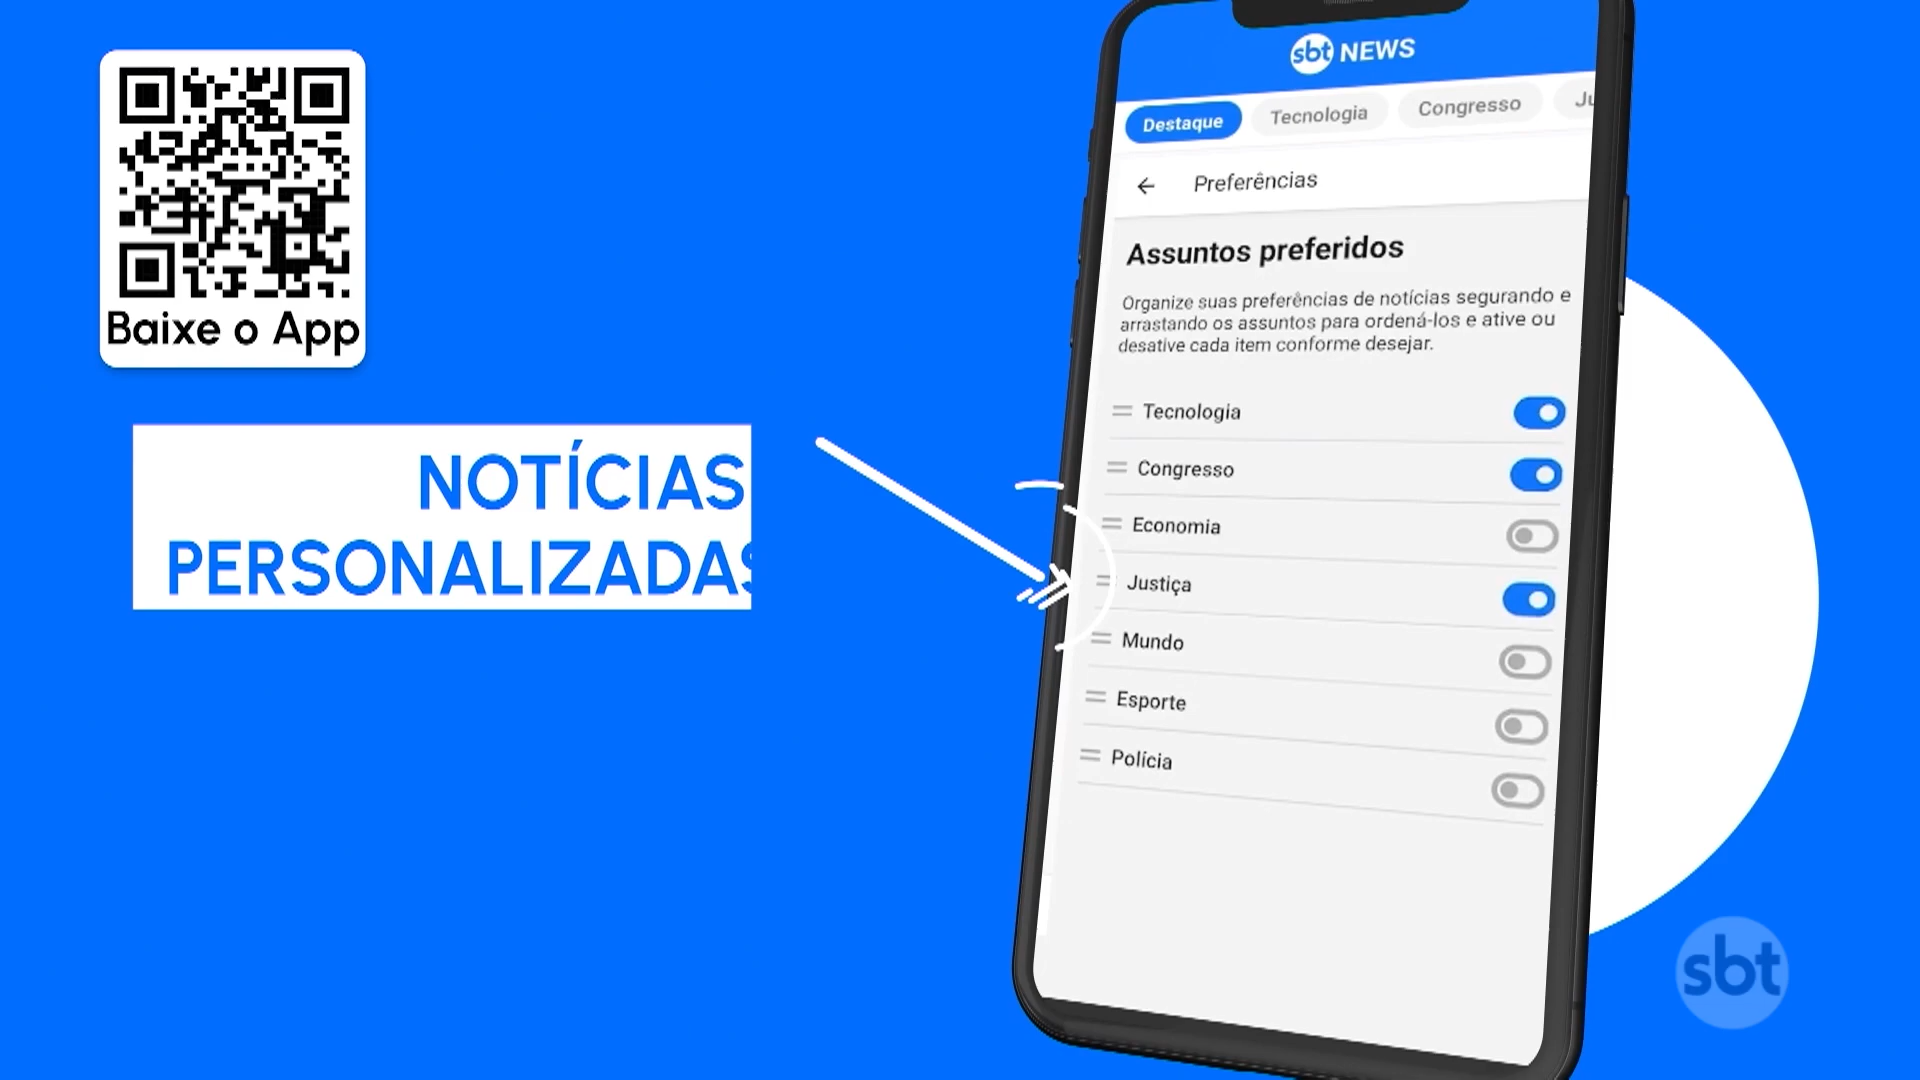 Baixe o App
NOTÍCIAS
PERSONALIZADAS
sbt NEWS
Destaque
Tecnologia
Congresso
Ju
Preferências
Assuntos preferidos
Organize suas preferências de notícias segurando e
arrastando os assuntos para ordená-los e ative ou
desative cada item conforme desejar.
Tecnologia
Congresso
Economia
Justiça
Mundo
Esporte
Polícia
sbt